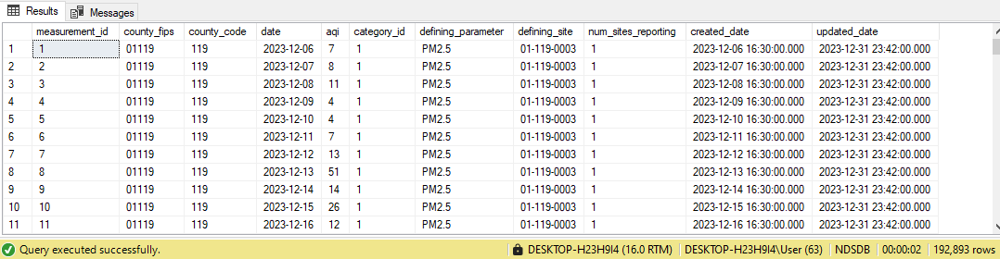 Results Messages
measurement_id county_fips county_code date aqi category_id defining_parameter defining_site num_sites_reporting created_date updated_date
1 1 01119 119 2023-12-06 7 1 PM2.5 01-119-0003 1 2023-12-06 16:30:00.000 2023-12-31 23:42:00.000
2 2 01119 119 2023-12-07 8 1 PM2.5 01-119-0003 1 2023-12-07 16:30:00.000 2023-12-31 23:42:00.000
3 3 01119 119 2023-12-08 11 1 PM2.5 01-119-0003 1 2023-12-08 16:30:00.000 2023-12-31 23:42:00.000
4 4 01119 119 2023-12-09 4 1 PM2.5 01-119-0003 1 2023-12-09 16:30:00.000 2023-12-31 23:42:00.000
5 5 01119 119 2023-12-10 4 1 PM2.5 01-119-0003 1 2023-12-10 16:30:00.000 2023-12-31 23:42:00.000
6 6 01119 119 2023-12-11 7 1 PM2.5 01-119-0003 1 2023-12-11 16:30:00.000 2023-12-31 23:42:00.000
7 7 01119 119 2023-12-12 13 1 PM2.5 01-119-0003 1 2023-12-12 16:30:00.000 2023-12-31 23:42:00.000
8 8 01119 119 2023-12-13 51 1 PM2.5 01-119-0003 1 2023-12-13 16:30:00.000 2023-12-31 23:42:00.000
9 9 01119 119 2023-12-14 14 1 PM2.5 01-119-0003 1 2023-12-14 16:30:00.000 2023-12-31 23:42:00.000
10 10 01119 119 2023-12-15 26 1 PM2.5 01-119-0003 1 2023-12-15 16:30:00.000 2023-12-31 23:42:00.000
11 11 01119 119 2023-12-16 12 1 PM2.5 01-119-0003 1 2023-12-16 16:30:00.000 2023-12-31 23:42:00.000
Query executed successfully. DESKTOP-H23H9I4 (16.0 RTM) DESKTOP-H23H9I4\User (63) NDSDB 00:00:02 192,893 rows